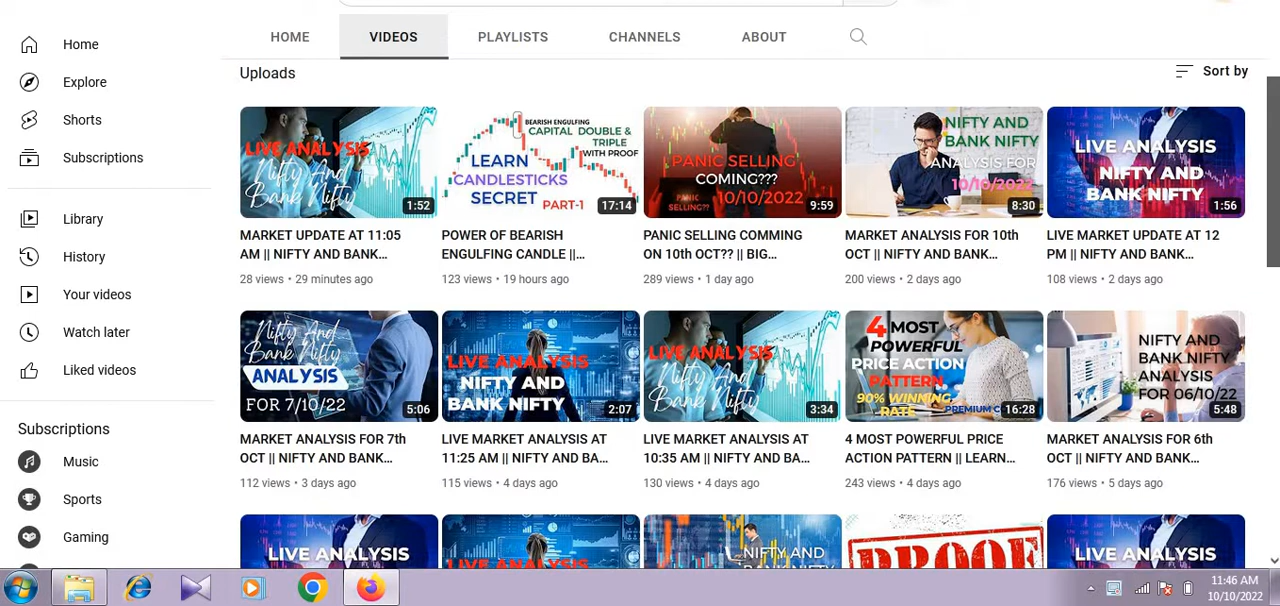 HOME
VIDEOS
PLAYLISTS
CHANNELS
ABOUT
Home
Explore
Shorts
Subscriptions
Library
History
Your videos
Watch later
Liked videos
Subscriptions
Music
Sports
Gaming
Uploads
Sort by
LIVE ANALYSIS
Nifty And
Bank Nifty
1:52
MARKET UPDATE AT 11:05
AM || NIFTY AND BANK...
28 views • 29 minutes ago
BEARISH ENGULFING
CAPITAL DOUBLE &
TRIPLE
WITH PROOF
LEARN
CANDLESTICKS
SECRET
PART-1
17:14
POWER OF BEARISH
ENGULFING CANDLE ||...
123 views • 19 hours ago
PANIC SELLING
COMING???
10/10/2022
PANIC
SELLING??
9:59
PANIC SELLING COMMING
ON 10th OCT?? || BIG...
289 views • 1 day ago
NIFTY AND
BANK NIFTY
ANALYSIS FOR
10/10/2022
8:30
MARKET ANALYSIS FOR 10th
OCT || NIFTY AND BANK...
200 views • 2 days ago
LIVE ANALYSIS
NIFTY AND
BANK NIFTY
1:56
LIVE MARKET UPDATE AT 12
PM || NIFTY AND BANK...
108 views • 2 days ago
Nifty And
Bank Nifty
ANALYSIS
FOR 7/10/22
5:06
MARKET ANALYSIS FOR 7th
OCT || NIFTY AND BANK...
112 views • 3 days ago
LIVE ANALYSIS
NIFTY AND
BANK NIFTY
2:07
LIVE MARKET ANALYSIS AT
11:25 AM || NIFTY AND BA...
115 views • 4 days ago
LIVE ANALYSIS
Nifty And
Bank Nifty
3:34
LIVE MARKET ANALYSIS AT
10:35 AM || NIFTY AND BA...
130 views • 4 days ago
4 MOST
POWERFUL
PRICE ACTION
PATTERN
90% WINNING
RATE
PREMIUM C
16:28
4 MOST POWERFUL PRICE
ACTION PATTERN || LEARN...
243 views • 4 days ago
NIFTY AND
BANK NIFTY
ANALYSIS
FOR 06/10/22
5:48
MARKET ANALYSIS FOR 6th
OCT || NIFTY AND BANK...
176 views • 5 days ago
LIVE ANALYSIS
LIVE ANALYSIS
NIFTY AND
PROOF
LIVE ANALYSIS
11:46 AM
10/10/2022